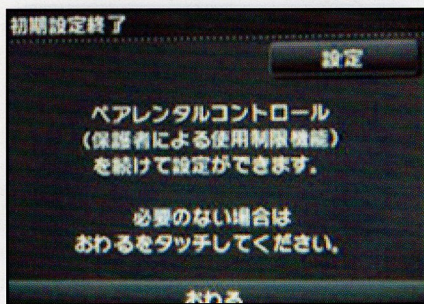 初期設定終了
設定
ペアレンタルコントロール
(保護者による使用制限機能)
を続けて設定ができます。
必要のない場合は
おわるをタッチしてください。
おわる